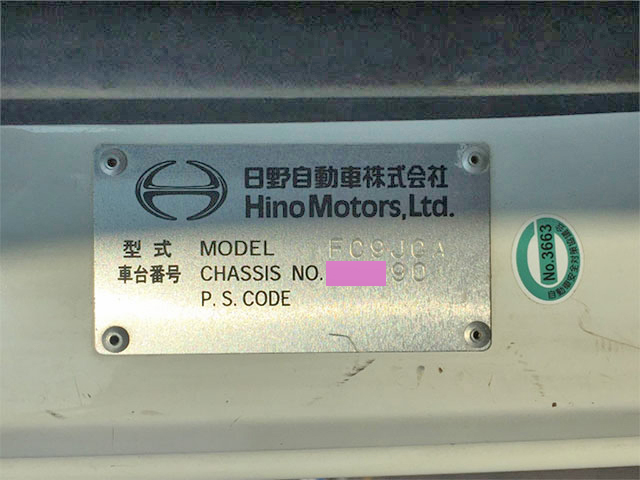 日野自動車株式会社
Hino Motors, Ltd.
型式 MODEL FC9JCA
車台番号 CHASSIS NO. 90
P. S. CODE
No.3663